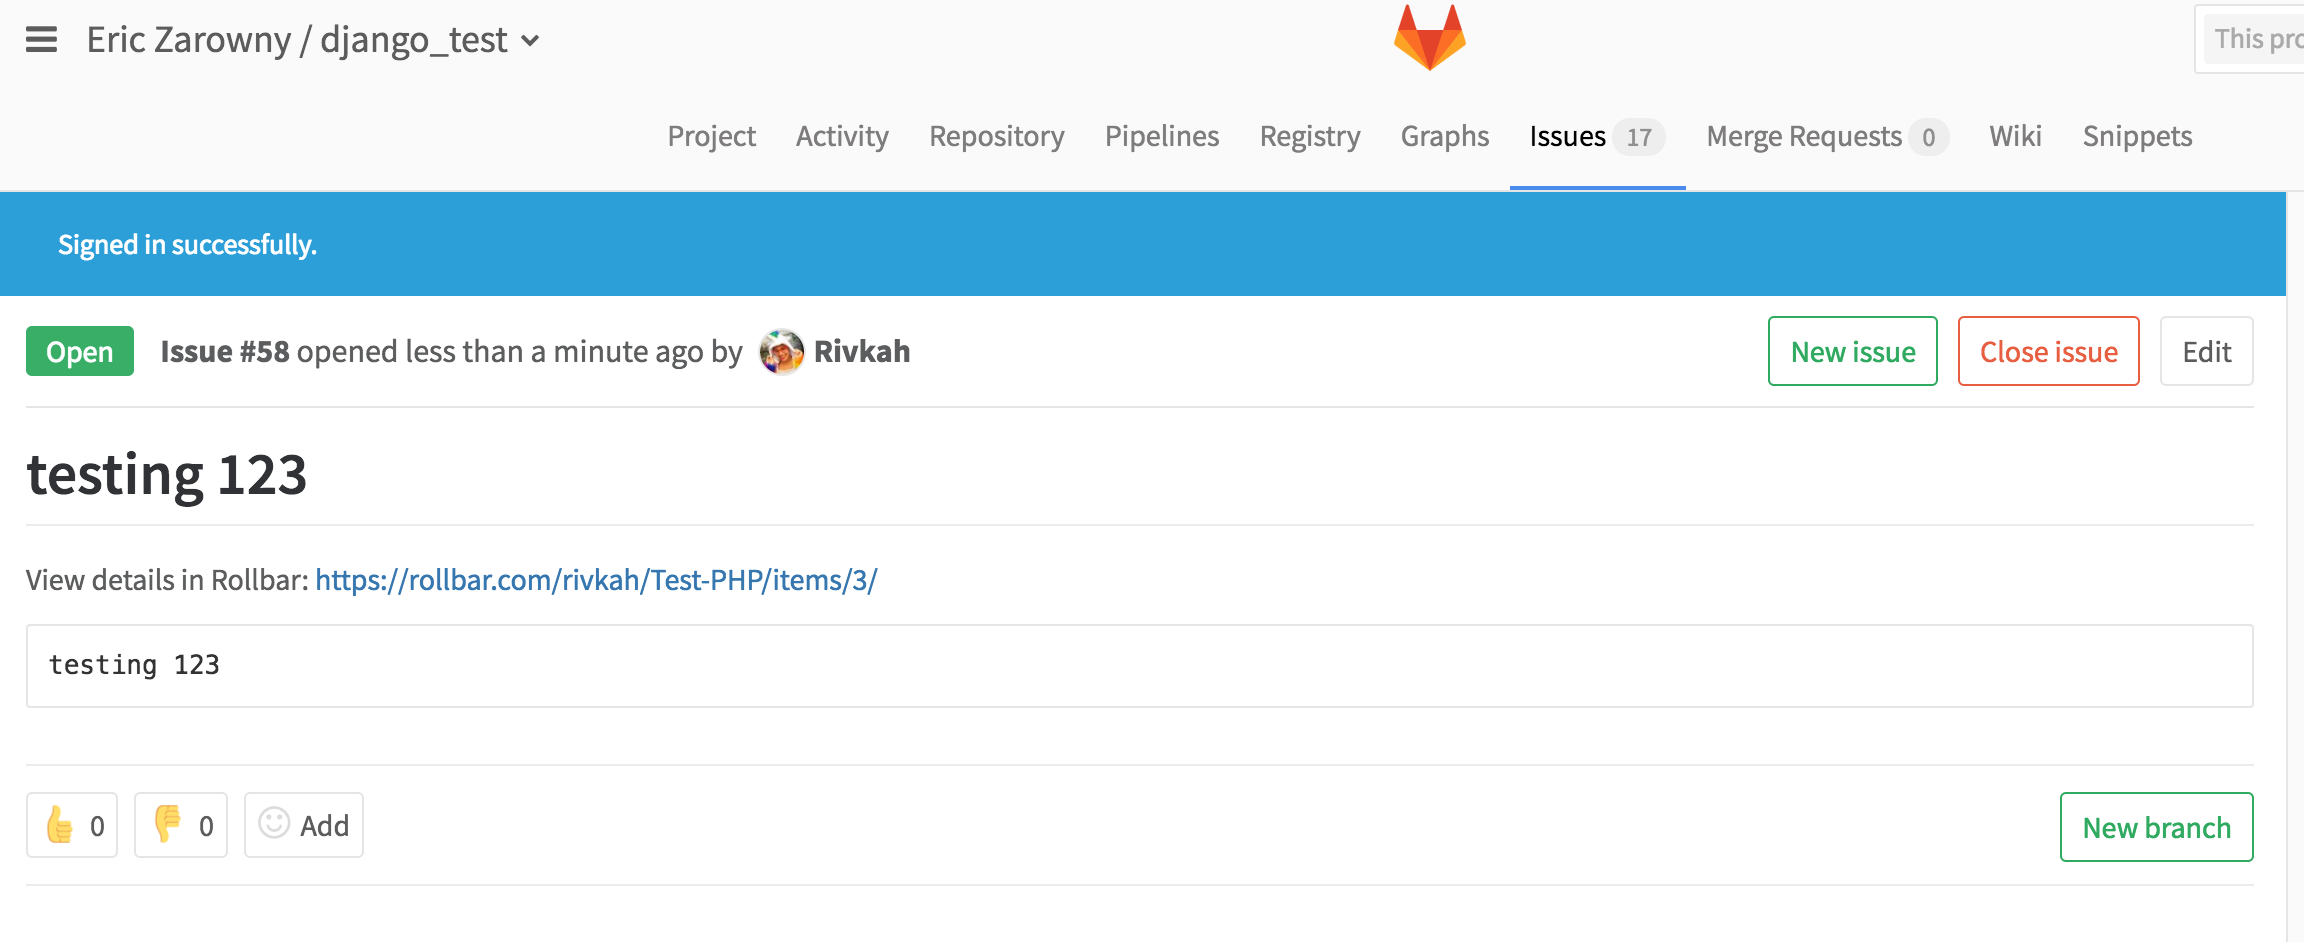 Eric Zarowny / django_test
This pro
Project Activity Repository Pipelines Registry Graphs Issues 17 Merge Requests 0 Wiki Snippets
Signed in successfully.
Open Issue #58 opened less than a minute ago by Rivkah New issue Close issue Edit
testing 123
View details in Rollbar: https://rollbar.com/rivkah/Test-PHP/items/3/
testing 123
0 0 Add New branch